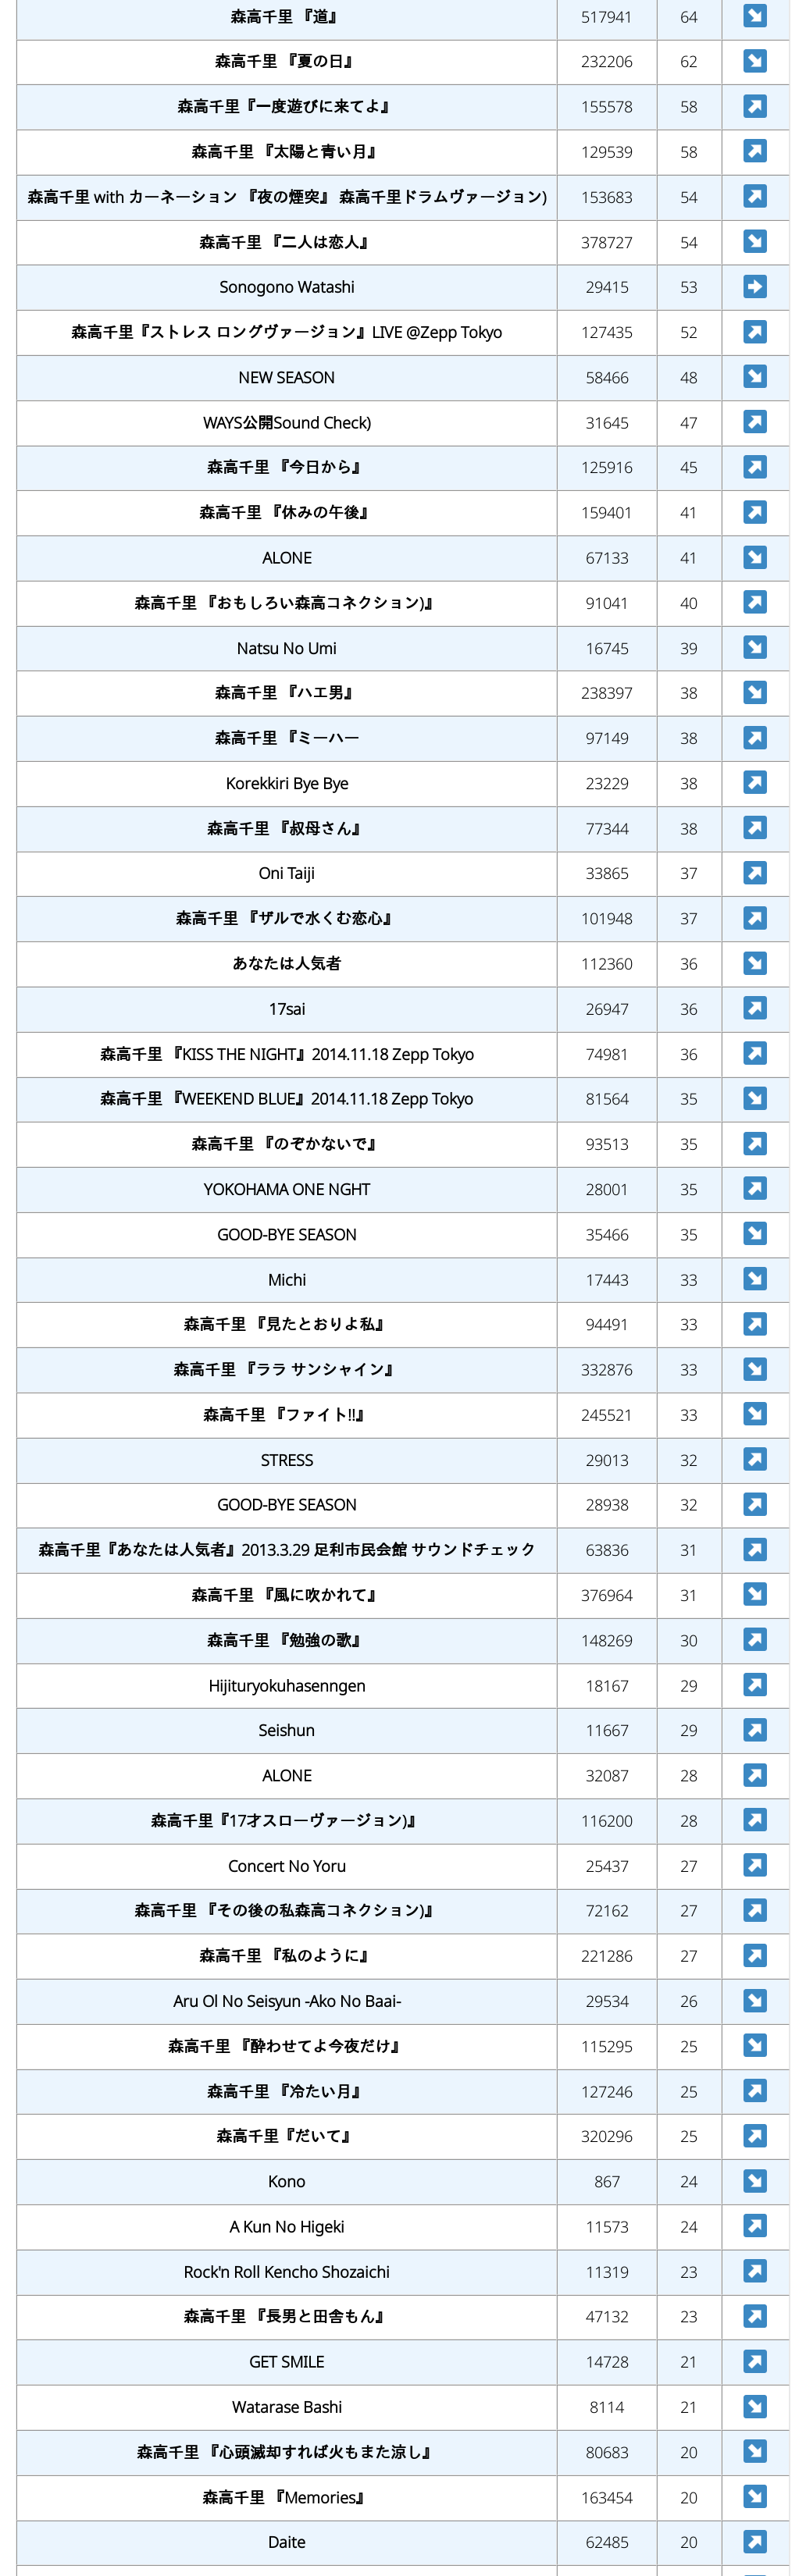 森高千里 『道』 517941 64
森高千里 『夏の日』 232206 62
森高千里『一度遊びに来てよ』 155578 58
森高千里 『太陽と青い月』 129539 58
森高千里 with カーネーション 『夜の煙突』 森高千里ドラムヴァージョン) 153683 54
森高千里 『二人は恋人』 378727 54
Sonogono Watashi 29415 53
森高千里『ストレス ロングヴァージョン』LIVE @Zepp Tokyo 127435 52
NEW SEASON 58466 48
WAYS公開Sound Check) 31645 47
森高千里 『今日から』 125916 45
森高千里 『休みの午後』 159401 41
ALONE 67133 41
森高千里 『おもしろい森高コネクション)』 91041 40
Natsu No Umi 16745 39
森高千里 『ハエ男』 238397 38
森高千里 『ミーハー 97149 38
Korekkiri Bye Bye 23229 38
森高千里 『叔母さん』 77344 38
Oni Taiji 33865 37
森高千里 『ザルで水くむ恋心』 101948 37
あなたは人気者 112360 36
17sai 26947 36
森高千里 『KISS THE NIGHT』2014.11.18 Zepp Tokyo 74981 36
森高千里 『WEEKEND BLUE』2014.11.18 Zepp Tokyo 81564 35
森高千里 『のぞかないで』 93513 35
YOKOHAMA ONE NGHT 28001 35
GOOD-BYE SEASON 35466 35
Michi 17443 33
森高千里 『見たとおりよ私』 94491 33
森高千里 『ララ サンシャイン』 332876 33
森高千里 『ファイト!!』 245521 33
STRESS 29013 32
GOOD-BYE SEASON 28938 32
森高千里『あなたは人気者』2013.3.29 足利市民会館 サウンドチェック 63836 31
森高千里 『風に吹かれて』 376964 31
森高千里 『勉強の歌』 148269 30
Hijituryokuhasenngen 18167 29
Seishun 11667 29
ALONE 32087 28
森高千里『17才スローヴァージョン)』 116200 28
Concert No Yoru 25437 27
森高千里 『その後の私森高コネクション)』 72162 27
森高千里 『私のように』 221286 27
Aru Ol No Seisyun -Ako No Baai- 29534 26
森高千里 『酔わせてよ今夜だけ』 115295 25
森高千里 『冷たい月』 127246 25
森高千里『だいて』 320296 25
Kono 867 24
A Kun No Higeki 11573 24
Rock'n Roll Kencho Shozaichi 11319 23
森高千里 『長男と田舎もん』 47132 23
GET SMILE 14728 21
Watarase Bashi 8114 21
森高千里 『心頭滅却すれば火もまた涼し』 80683 20
森高千里 『Memories』 163454 20
Daite 62485 20